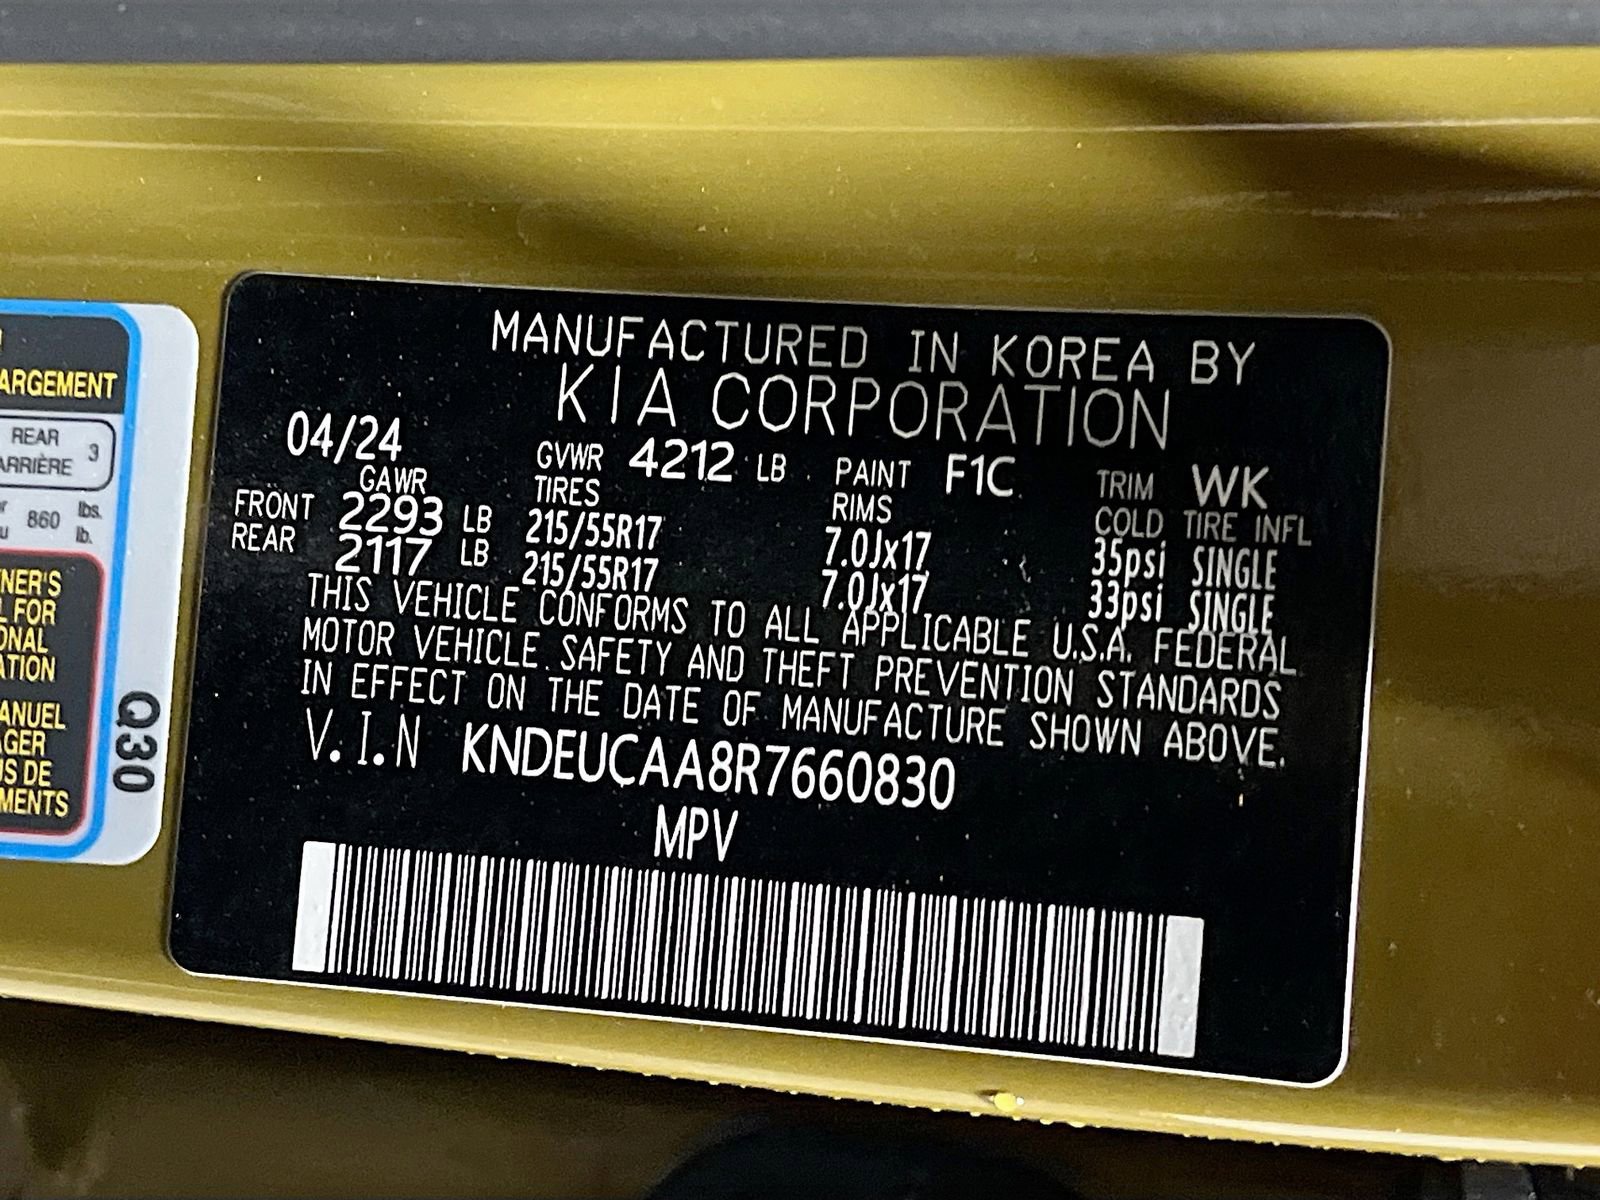 MANUFACTURED IN KOREA BY
KIA CORPORATION
04/24 GVWR 4212 LB PAINT F1C TRIM WK
GAWR TIRES RIMS COLD TIRE INFL
FRONT 2293 LB 215/55R17 7.0Jx17 35psi SINGLE
REAR 2117 LB 215/55R17 7.0Jx17 33psi SINGLE
THIS VEHICLE CONFORMS TO ALL APPLICABLE U.S.A. FEDERAL
MOTOR VEHICLE SAFETY AND THEFT PREVENTION STANDARDS
IN EFFECT ON THE DATE OF MANUFACTURE SHOWN ABOVE.
V.I.N KNDEUCAA8R7660830
MPV
ARGEMENT
REAR 3
ARRIÈRE
860 lbs.
lb.
NER'S
L FOR
ONAL
ATION
ANUEL
AGER
US DE
MENTS
Q30